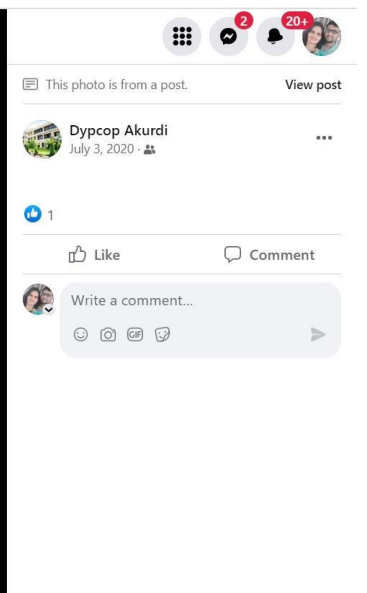 2
20+
This photo is from a post.
View post
Dypcop Akurdi
July 3, 2020 ·
1
Like
Comment
Write a comment...
GIF